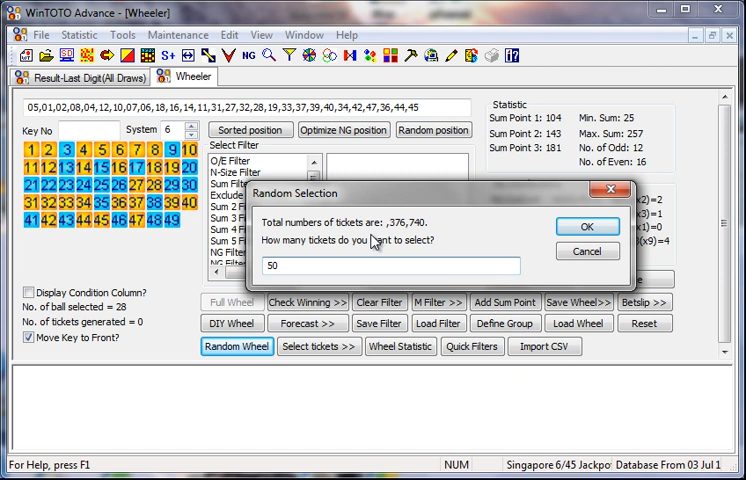 WinTOTO Advance - [Wheeler]
File Statistic Tools Maintenance Edit View Window Help
S+ NG
Result-Last Digit(All Draws) Wheeler
05,01,02,08,04,12,10,07,06,18,16,14,11,31,27,32,28,19,33,37,39,40,34,42,47,36,44,45
Key No System 6
Sorted position Optimize NG position Random position
Statistic
Sum Point 1: 104 Min. Sum: 25
Sum Point 2: 143 Max. Sum: 257
Sum Point 3: 181 No. of Odd: 12
No. of Even: 16
1 2 3 4 5 6 7 8 9 10
11 12 13 14 15 16 17 18 19 20
21 22 23 24 25 26 27 28 29 30
31 32 33 34 35 36 37 38 39 40
41 42 43 44 45 46 47 48 49
Select Filter
O/E Filter
N-Size Filter
Sum Filter
Exclude
Sum 2 F
Sum 3 F
Sum 4 F
Sum 5 F
NG Filter
NG Filter
x2)=2
x3)=1
x1)=0
3(x9)=4
Random Selection
Total numbers of tickets are: ,376,740.
How many tickets do you want to select?
50
OK
Cancel
Display Condition Column?
No. of ball selected = 28
No. of tickets generated = 0
Move Key to Front?
Full Wheel Check Winning >> Clear Filter M Filter >> Add Sum Point Save Wheel>> Betslip >>
DIY Wheel Forecast >> Save Filter Load Filter Define Group Load Wheel Reset
Random Wheel Select tickets >> Wheel Statistic Quick Filters Import CSV
For Help, press F1 NUM Singapore 6/45 Jackpo Database From 03 Jul 1